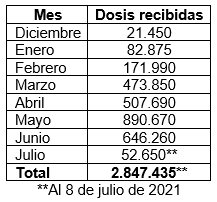 Mes Dosis recibidas
Diciembre 21.450
Enero 82.875
Febrero 171.990
Marzo 473.850
Abril 507.690
Mayo 890.670
Junio 646.260
Julio 52.650**
Total 2.847.435**
**Al 8 de julio de 2021